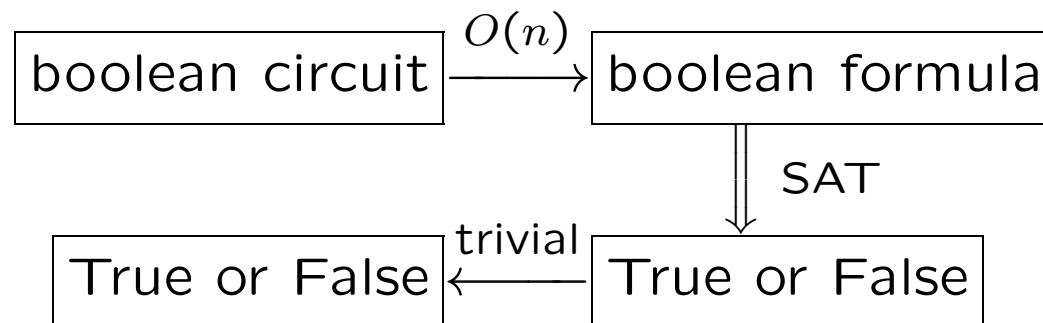 O(n)
boolean circuit
boolean formula
SAT
trivial
True or False
True or False